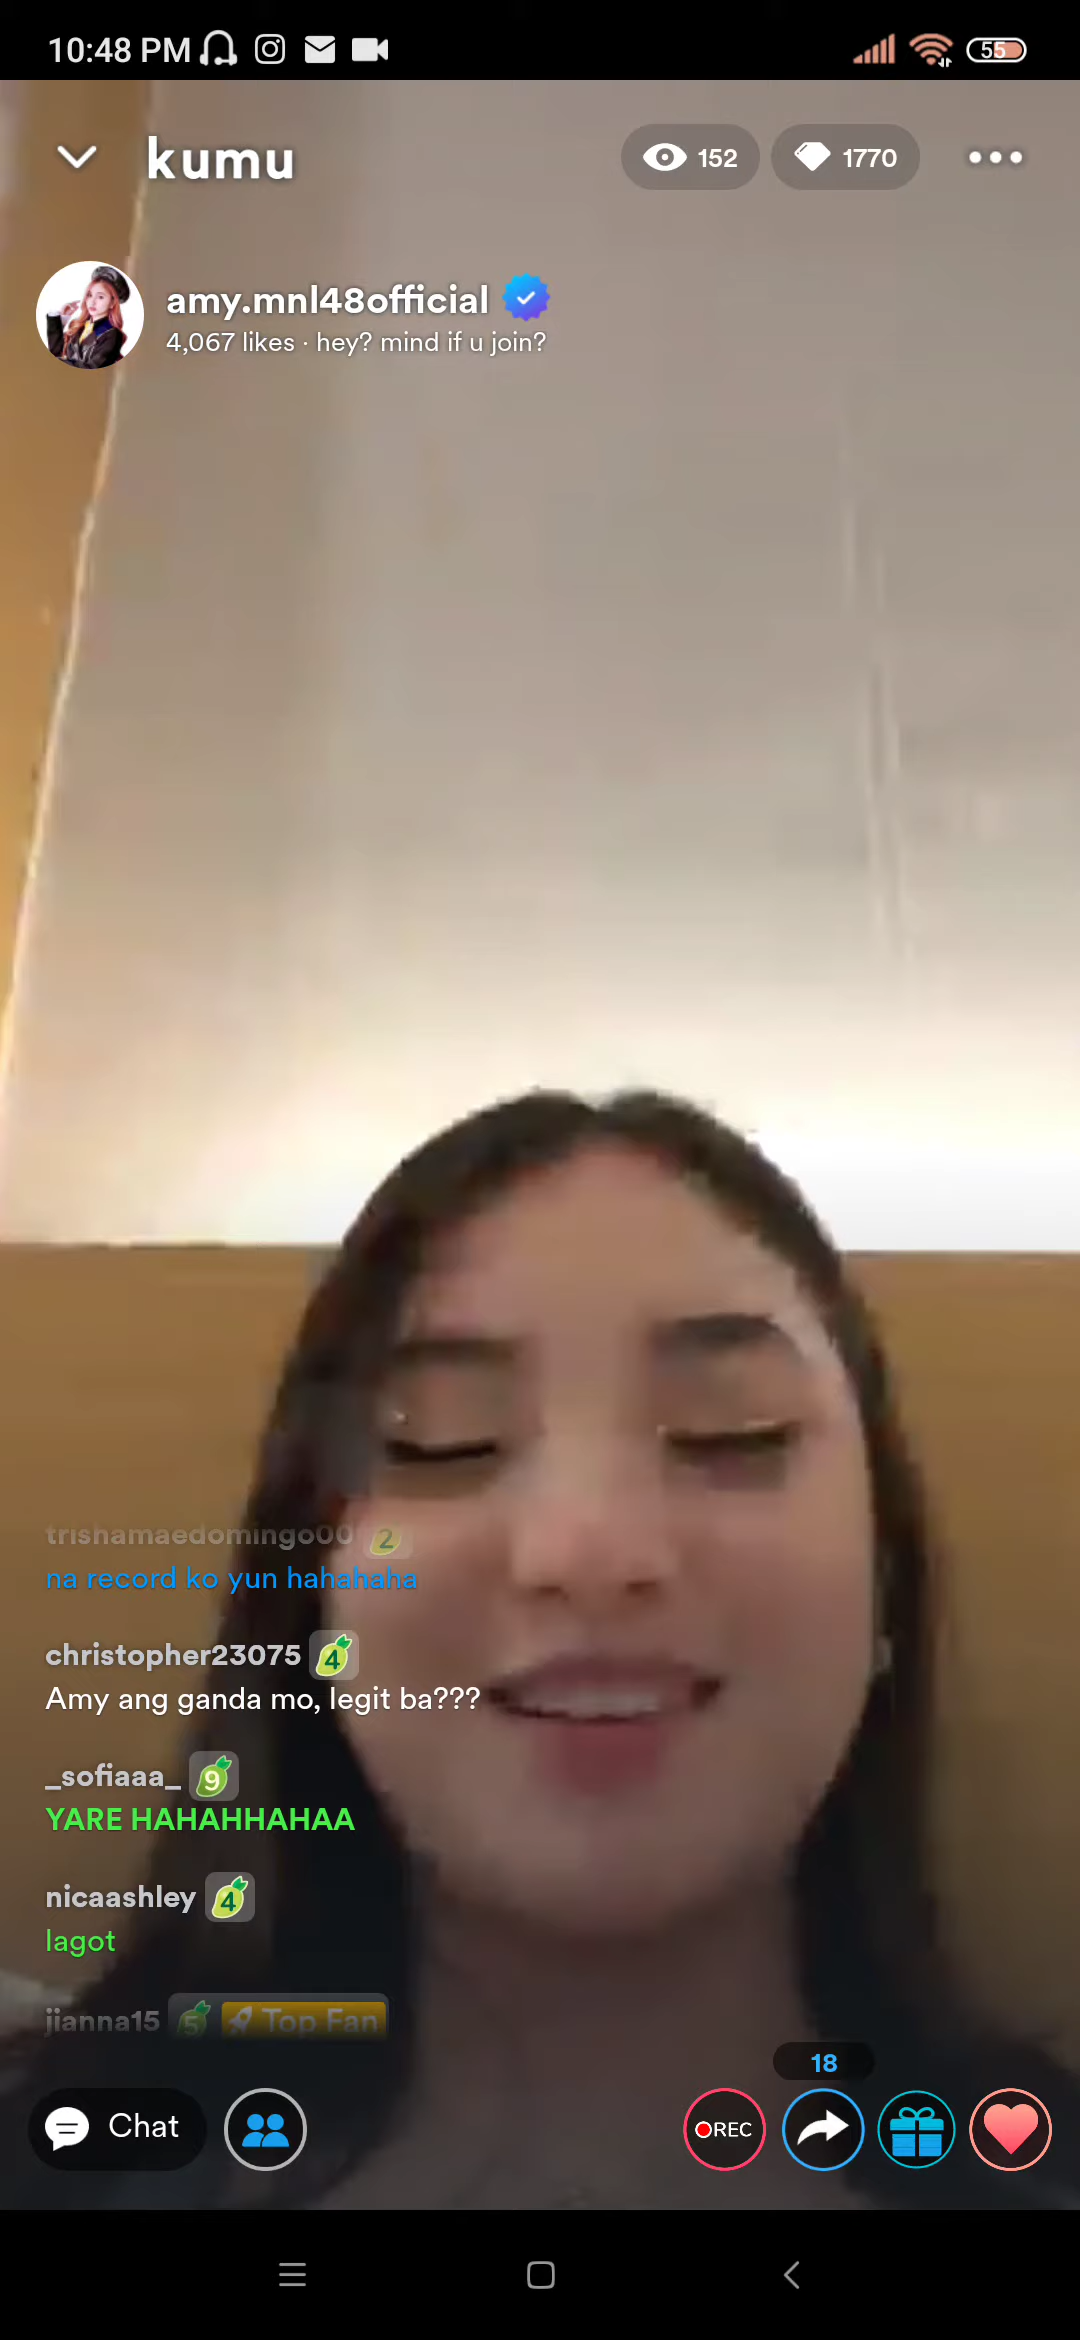 10:48 PM
55
kumu
152
1770
amy.mnl48official
4,067 likes · hey? mind if u join?
trishamaedomingo00 2
na record ko yun hahahaha
christopher23075 4
Amy ang ganda mo, legit ba???
_sofiaaa_ 9
YARE HAHAHHAHAA
nicaashley 4
lagot
jianna15 5 Top Fan
18
Chat
REC